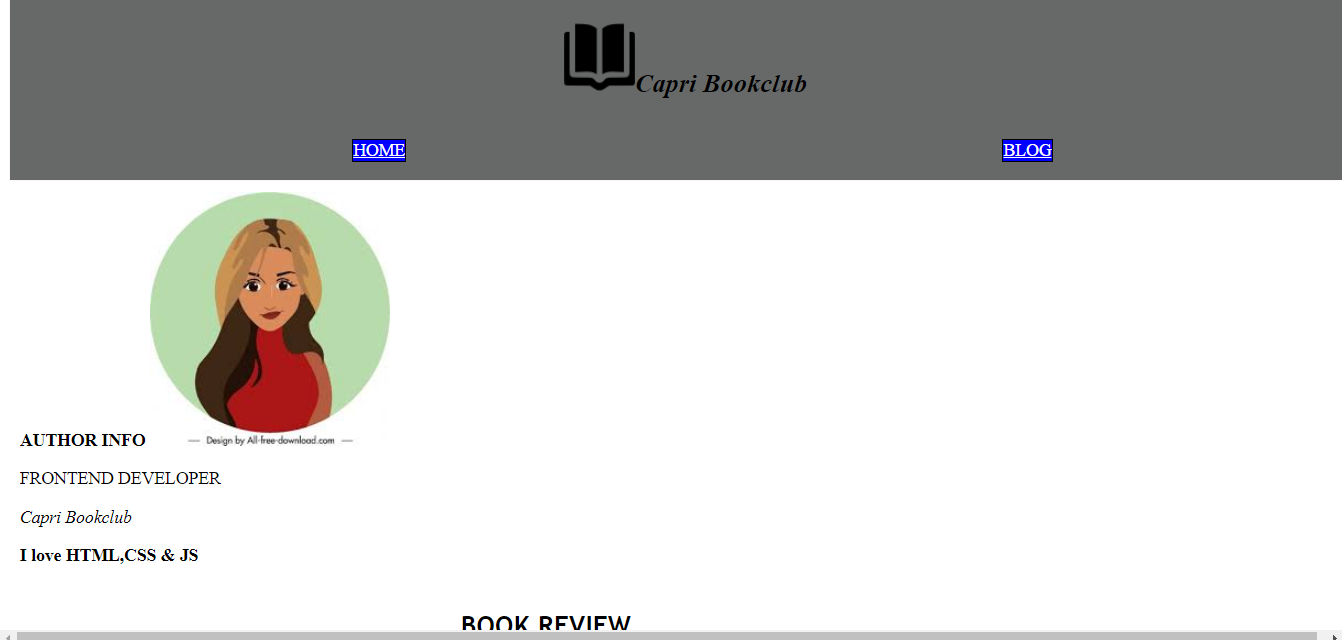 Capri Bookclub
HOME BLOG
— Design by All-free-download.com —
AUTHOR INFO
FRONTEND DEVELOPER
Capri Bookclub
I love HTML,CSS & JS
BOOK REVIEW